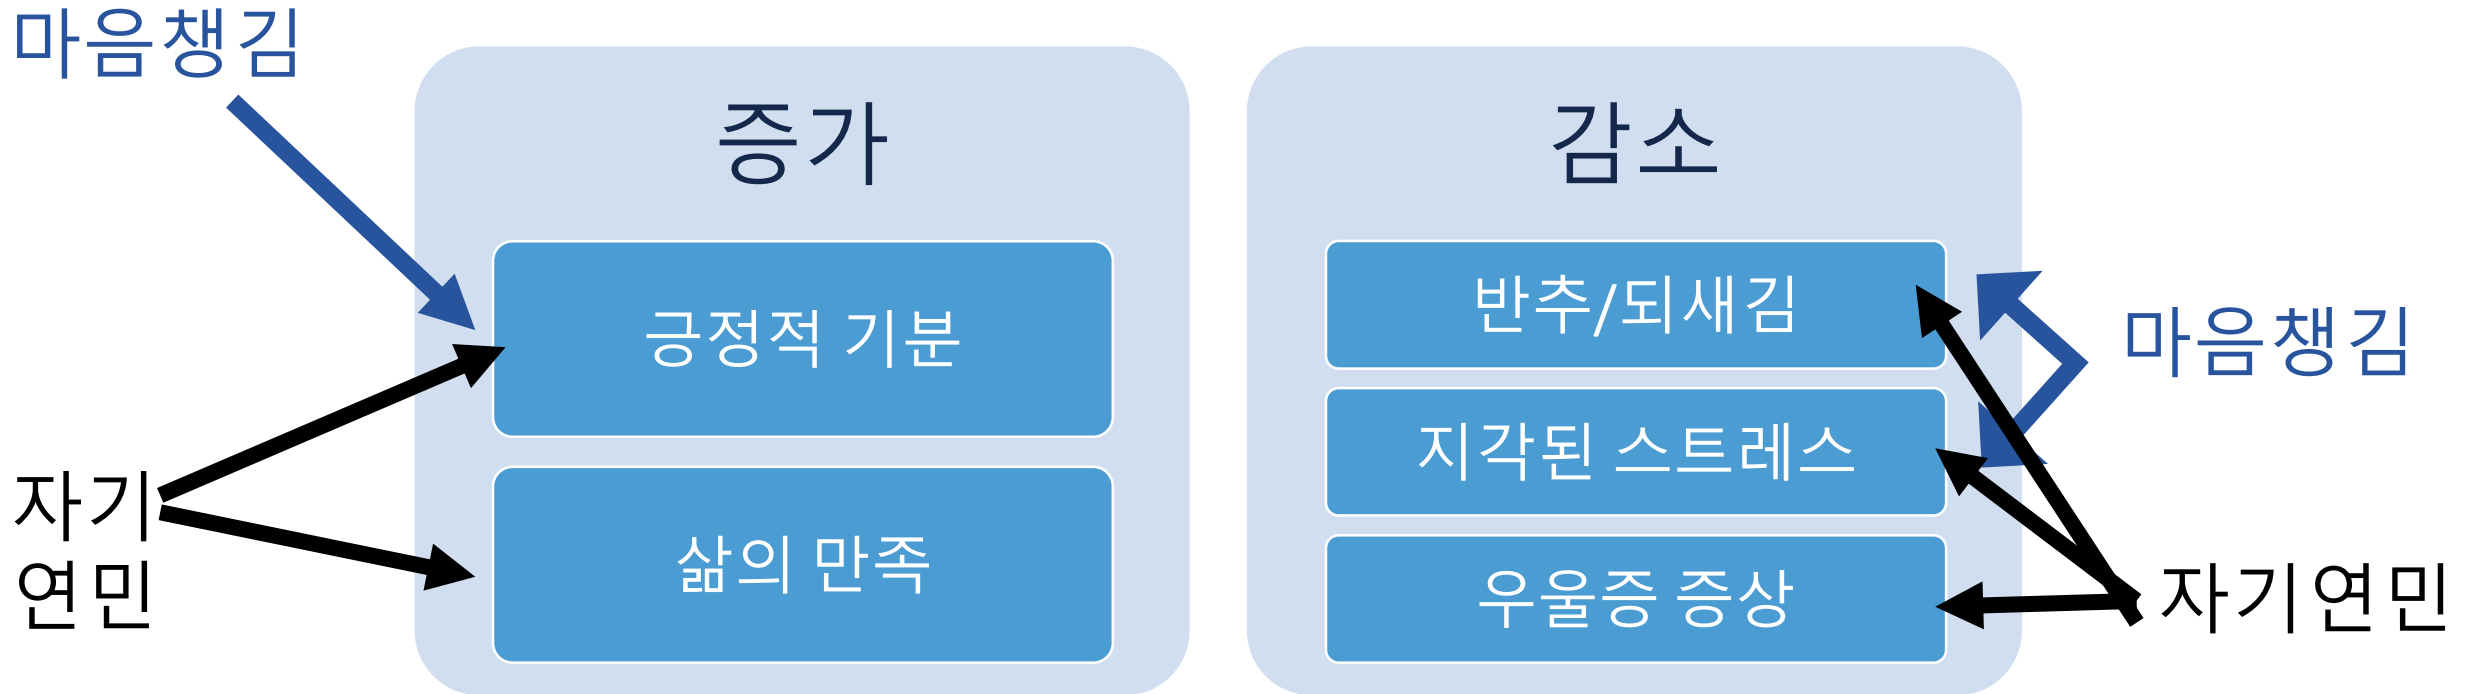 마음챙김
증가
긍정적 기분
삶의 만족
자기
연민
감소
반추/되새김
지각된 스트레스
우울증 증상
마음챙김
자기연민